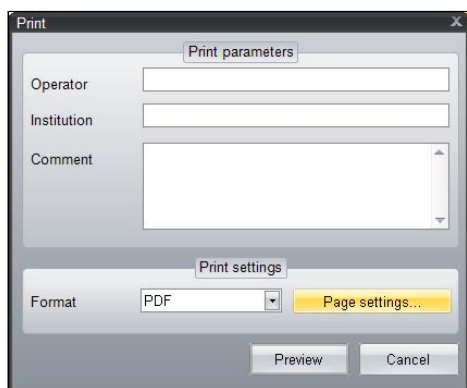 Print
Print parameters
Operator
Institution
Comment
Print settings
Format PDF Page settings...
Preview Cancel